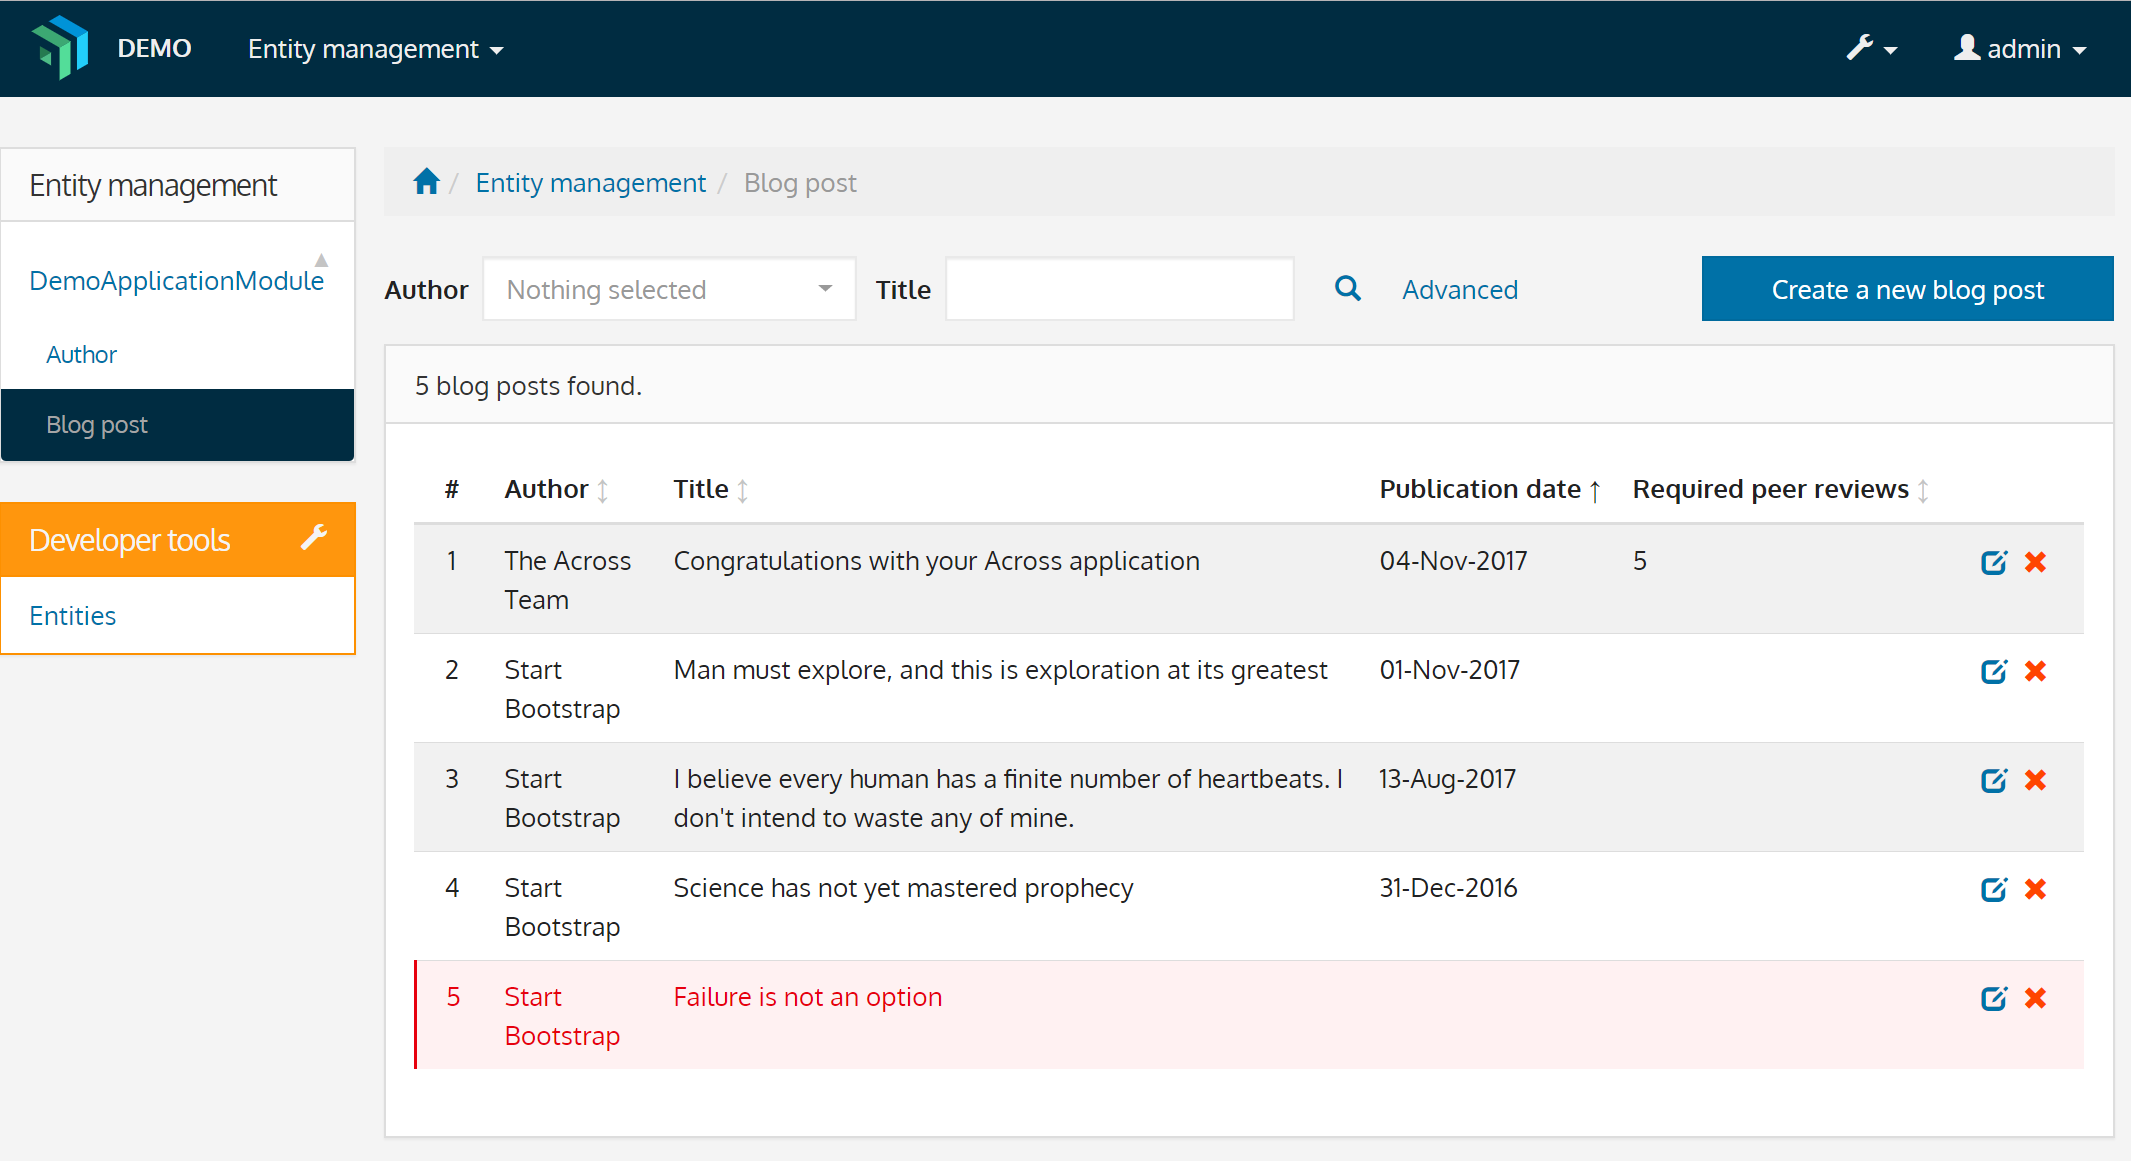 DEMO
Entity management
admin
Entity management
DemoApplicationModule
Author
Blog post
Developer tools
Entities
/ Entity management / Blog post
Author Nothing selected Title Advanced Create a new blog post
5 blog posts found.
# Author Title Publication date Required peer reviews
1 The Across Congratulations with your Across application 04-Nov-2017 5
Team
2 Start Man must explore, and this is exploration at its greatest 01-Nov-2017
Bootstrap
3 Start I believe every human has a finite number of heartbeats. I 13-Aug-2017
Bootstrap don't intend to waste any of mine.
4 Start Science has not yet mastered prophecy 31-Dec-2016
Bootstrap
5 Start Failure is not an option
Bootstrap